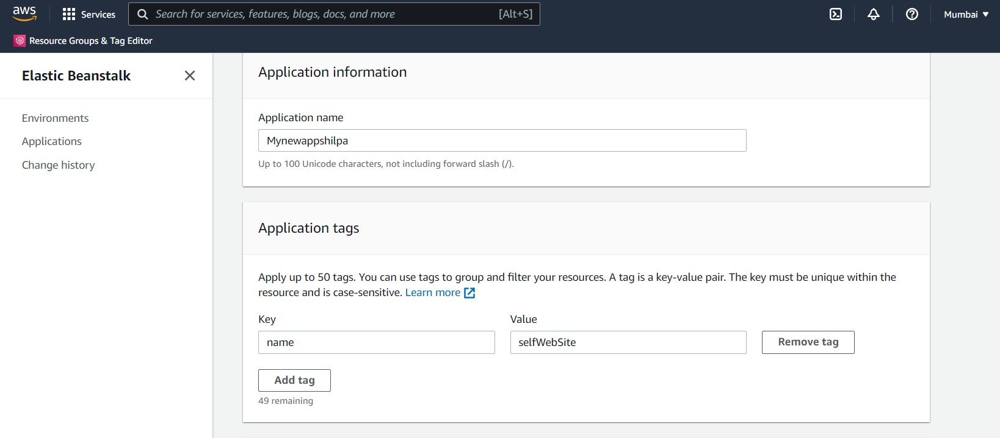 aws
Services
Search for services, features, blogs, docs, and more
[Alt+S]
Mumbai
Resource Groups & Tag Editor
Elastic Beanstalk
Environments
Applications
Change history
Application information
Application name
Mynewappshilpa
Up to 100 Unicode characters, not including forward slash (/).
Application tags
Apply up to 50 tags. You can use tags to group and filter your resources. A tag is a key-value pair. The key must be unique within the
resource and is case-sensitive. Learn more
Key
Value
name
selfWebSite
Remove tag
Add tag
49 remaining